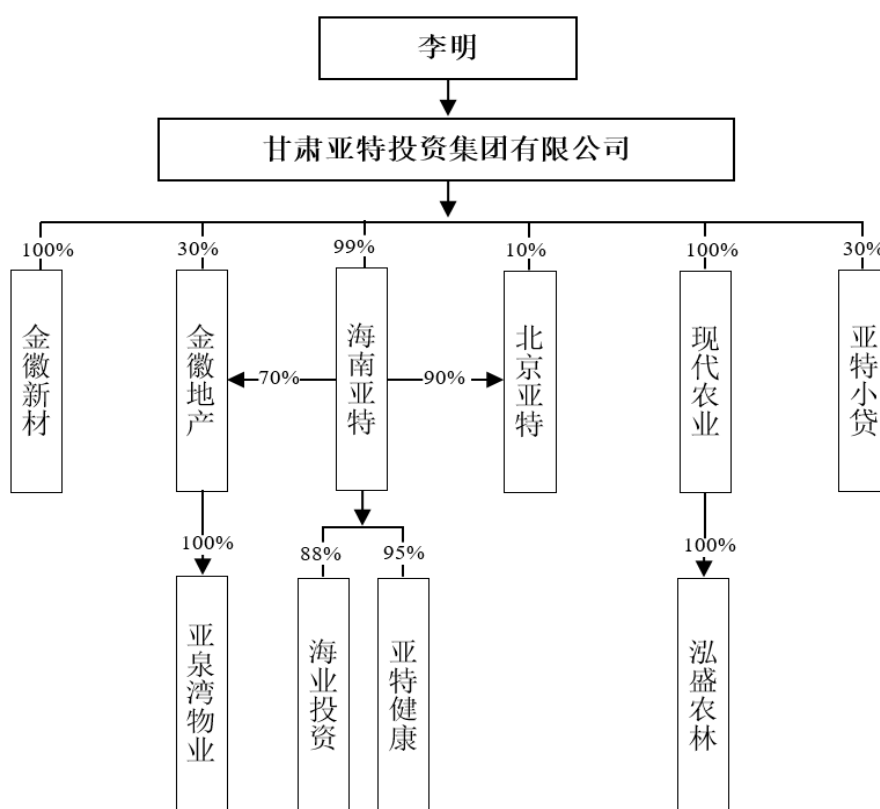 李明
甘肃亚特投资集团有限公司
100%
30%
99%
10%
100%
30%
金徽新材
金徽地产
海南亚特
北京亚特
现代农业
亚特小贷
70%
90%
100%
88%
95%
100%
亚泉湾物业
海业投资
亚特健康
泓盛农林